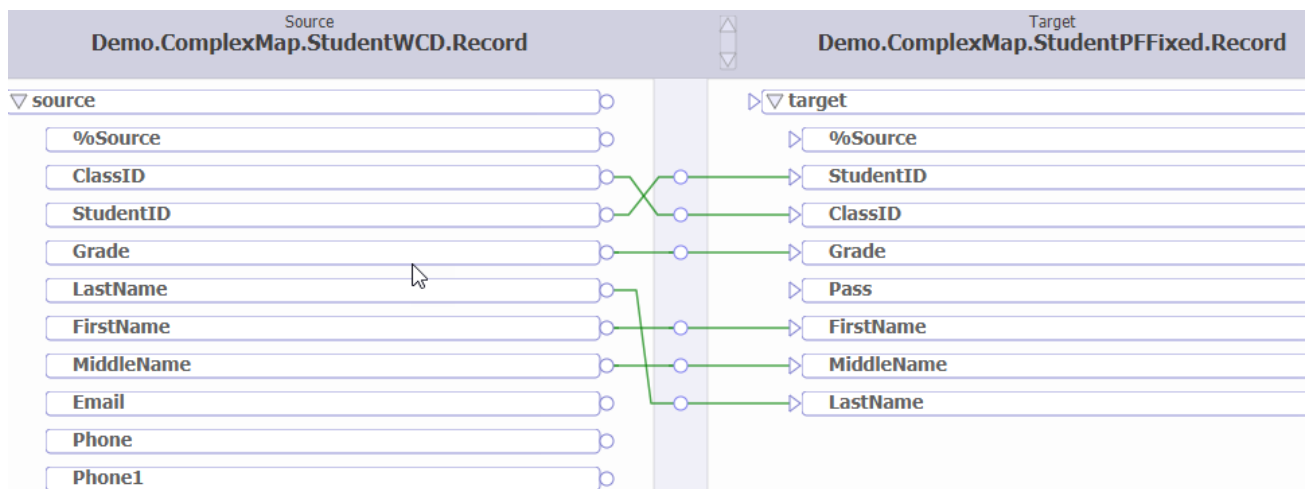 Source
Demo.ComplexMap.StudentWCD.Record
Target
Demo.ComplexMap.StudentPFFixed.Record
source
%Source
ClassID
StudentID
Grade
LastName
FirstName
MiddleName
Email
Phone
Phone1
target
%Source
StudentID
ClassID
Grade
Pass
FirstName
MiddleName
LastName